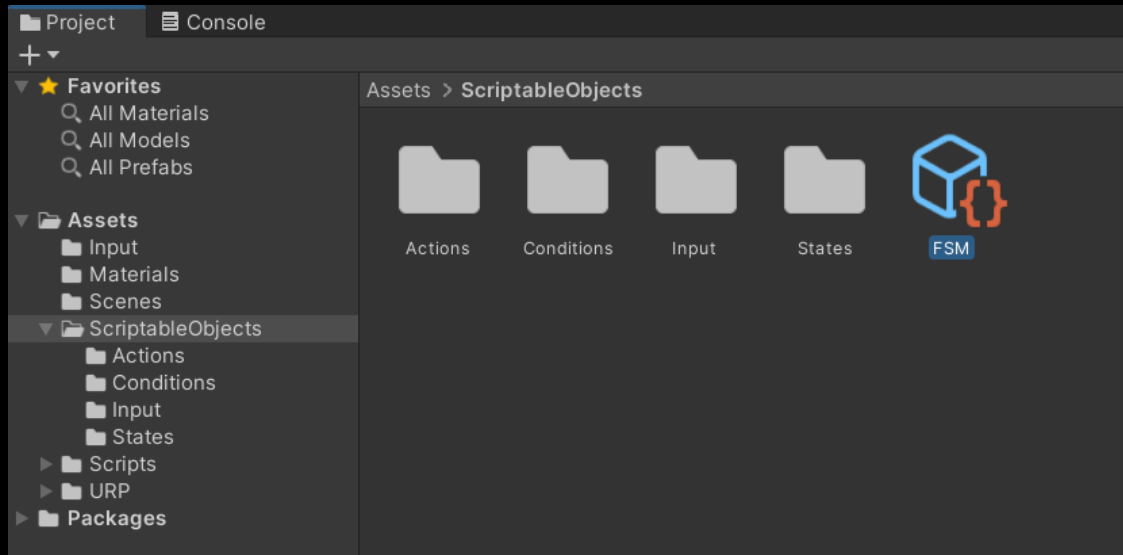 Project Console
Favorites
All Materials
All Models
All Prefabs
Assets
Input
Materials
Scenes
ScriptableObjects
Actions
Conditions
Input
States
Scripts
URP
Packages
Assets > ScriptableObjects
Actions Conditions Input States FSM